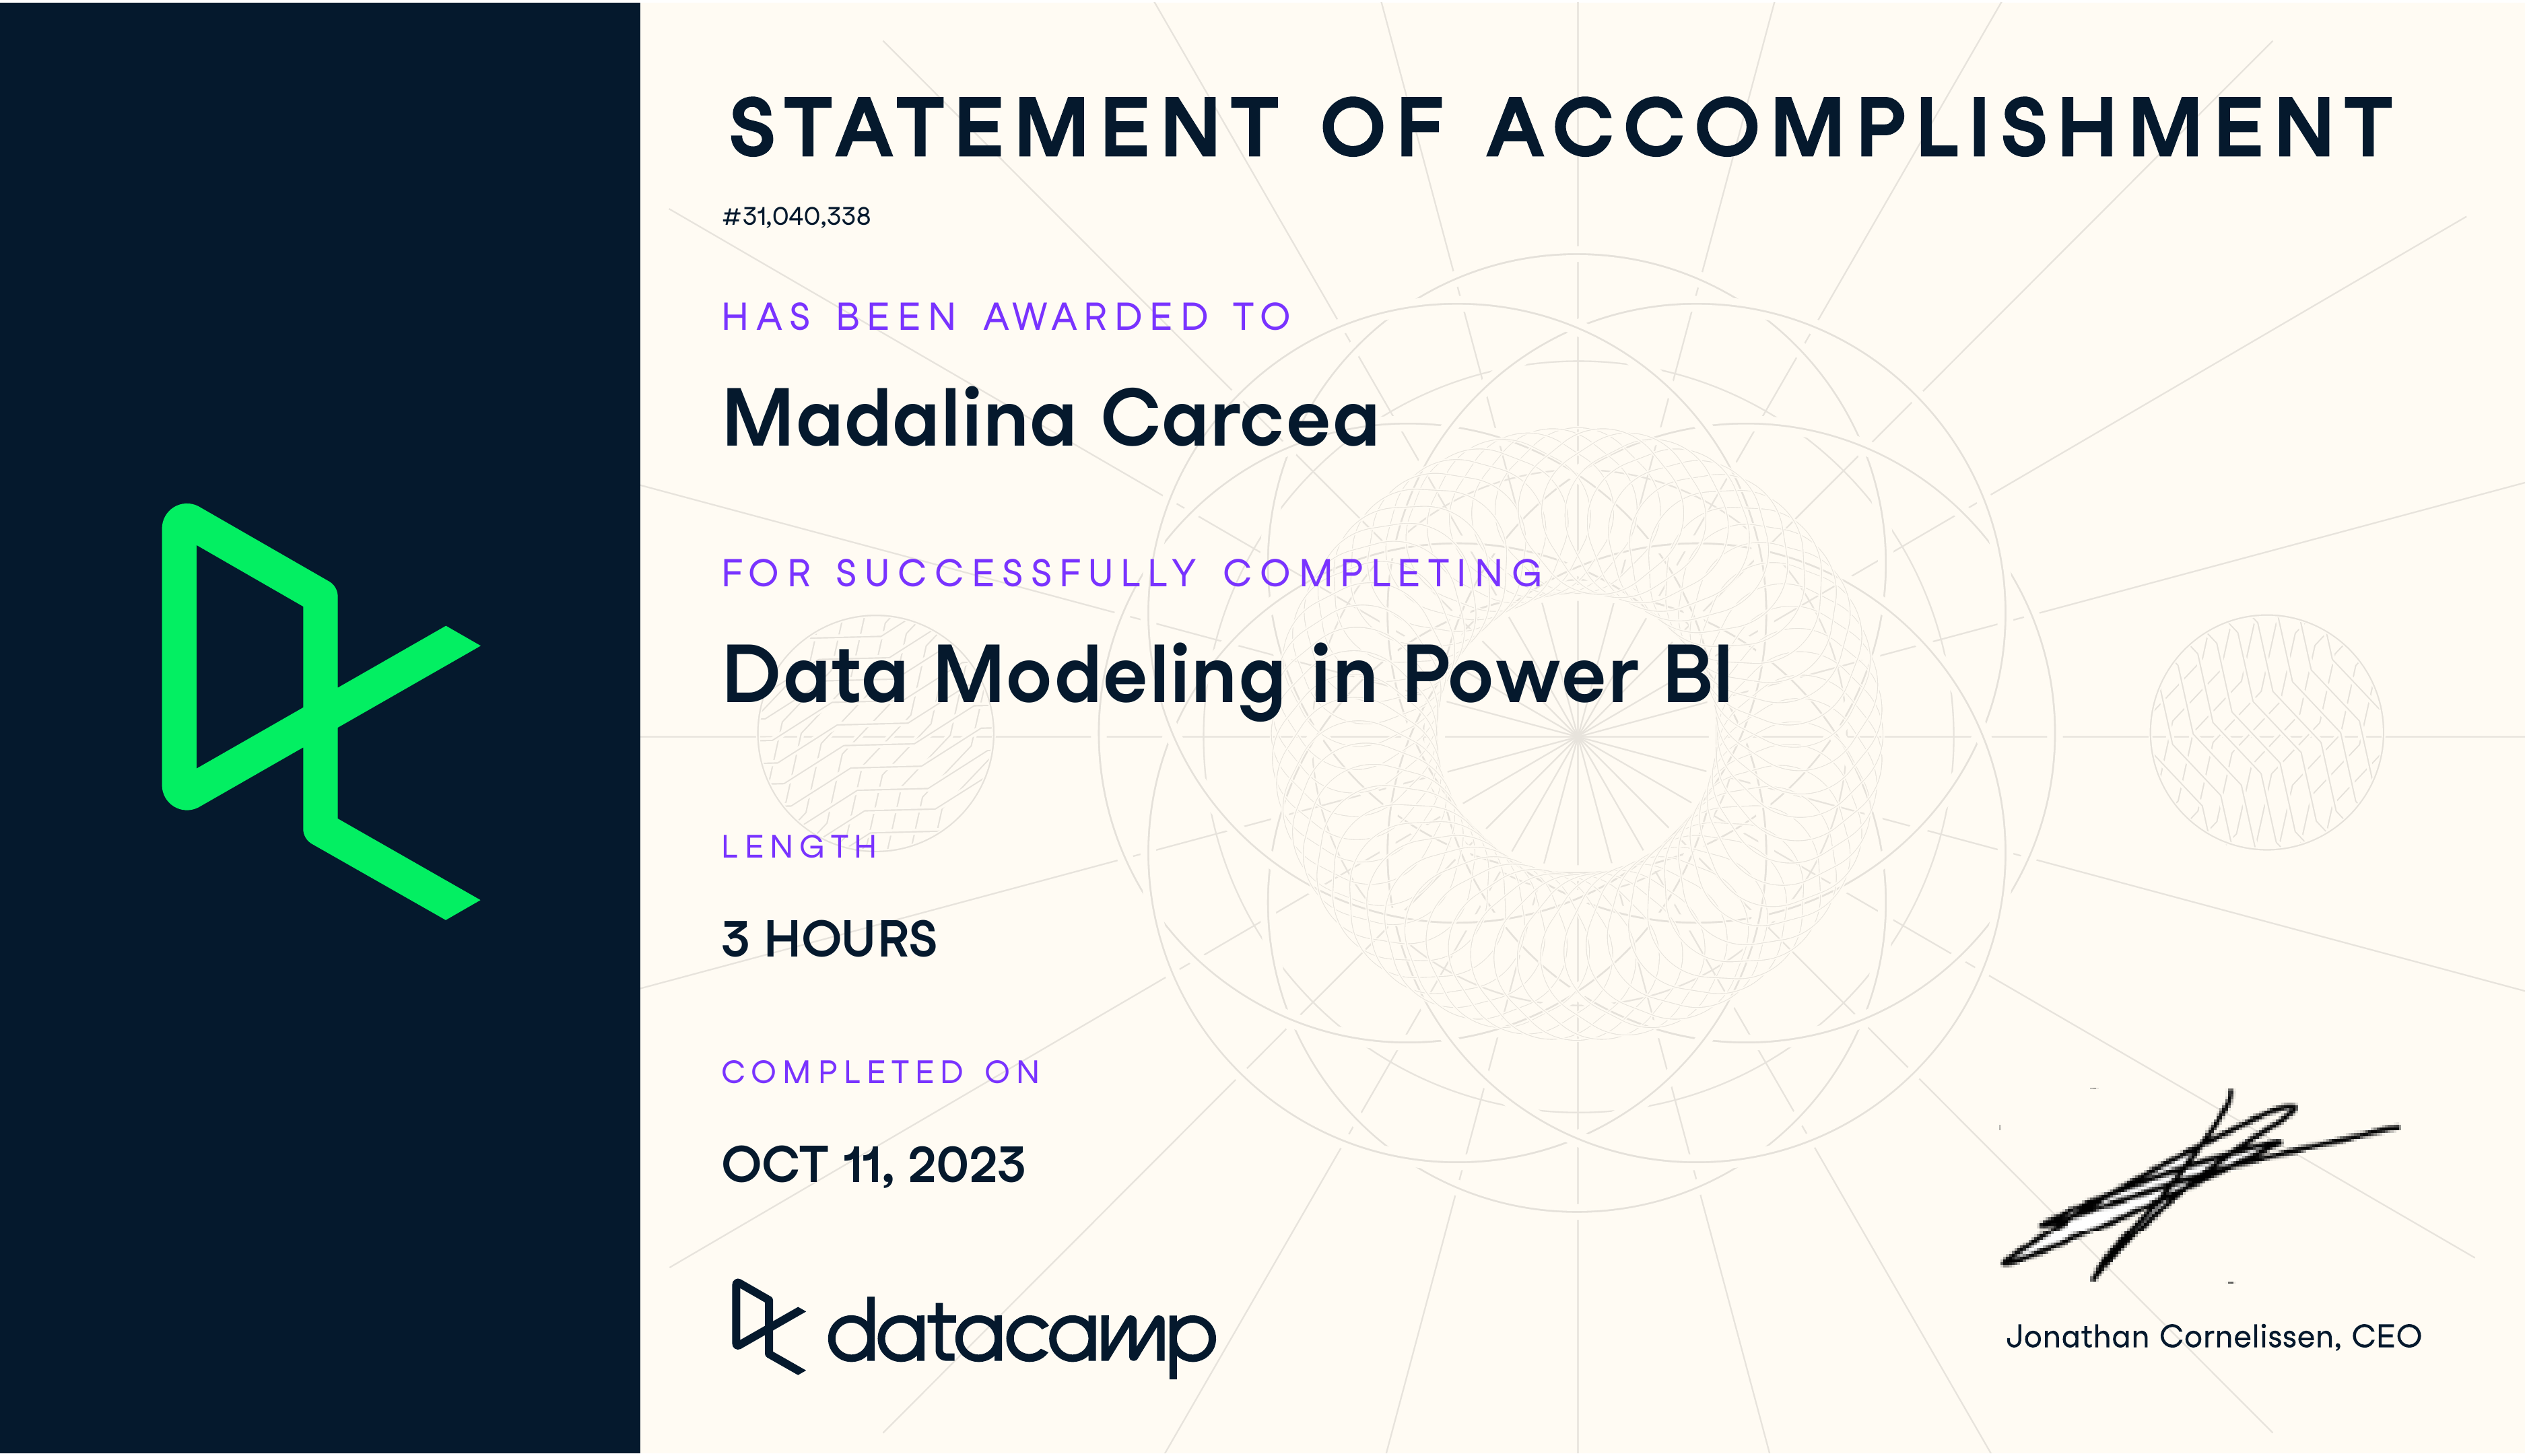 STATEMENT OF ACCOMPLISHMENT
#31,040,338
HAS BEEN AWARDED TO
Madalina Carcea
FOR SUCCESSFULLY COMPLETING
Data Modeling in Power BI
LENGTH
3 HOURS
COMPLETED ON
OCT 11, 2023
datacamp
Jonathan Cornelissen, CEO